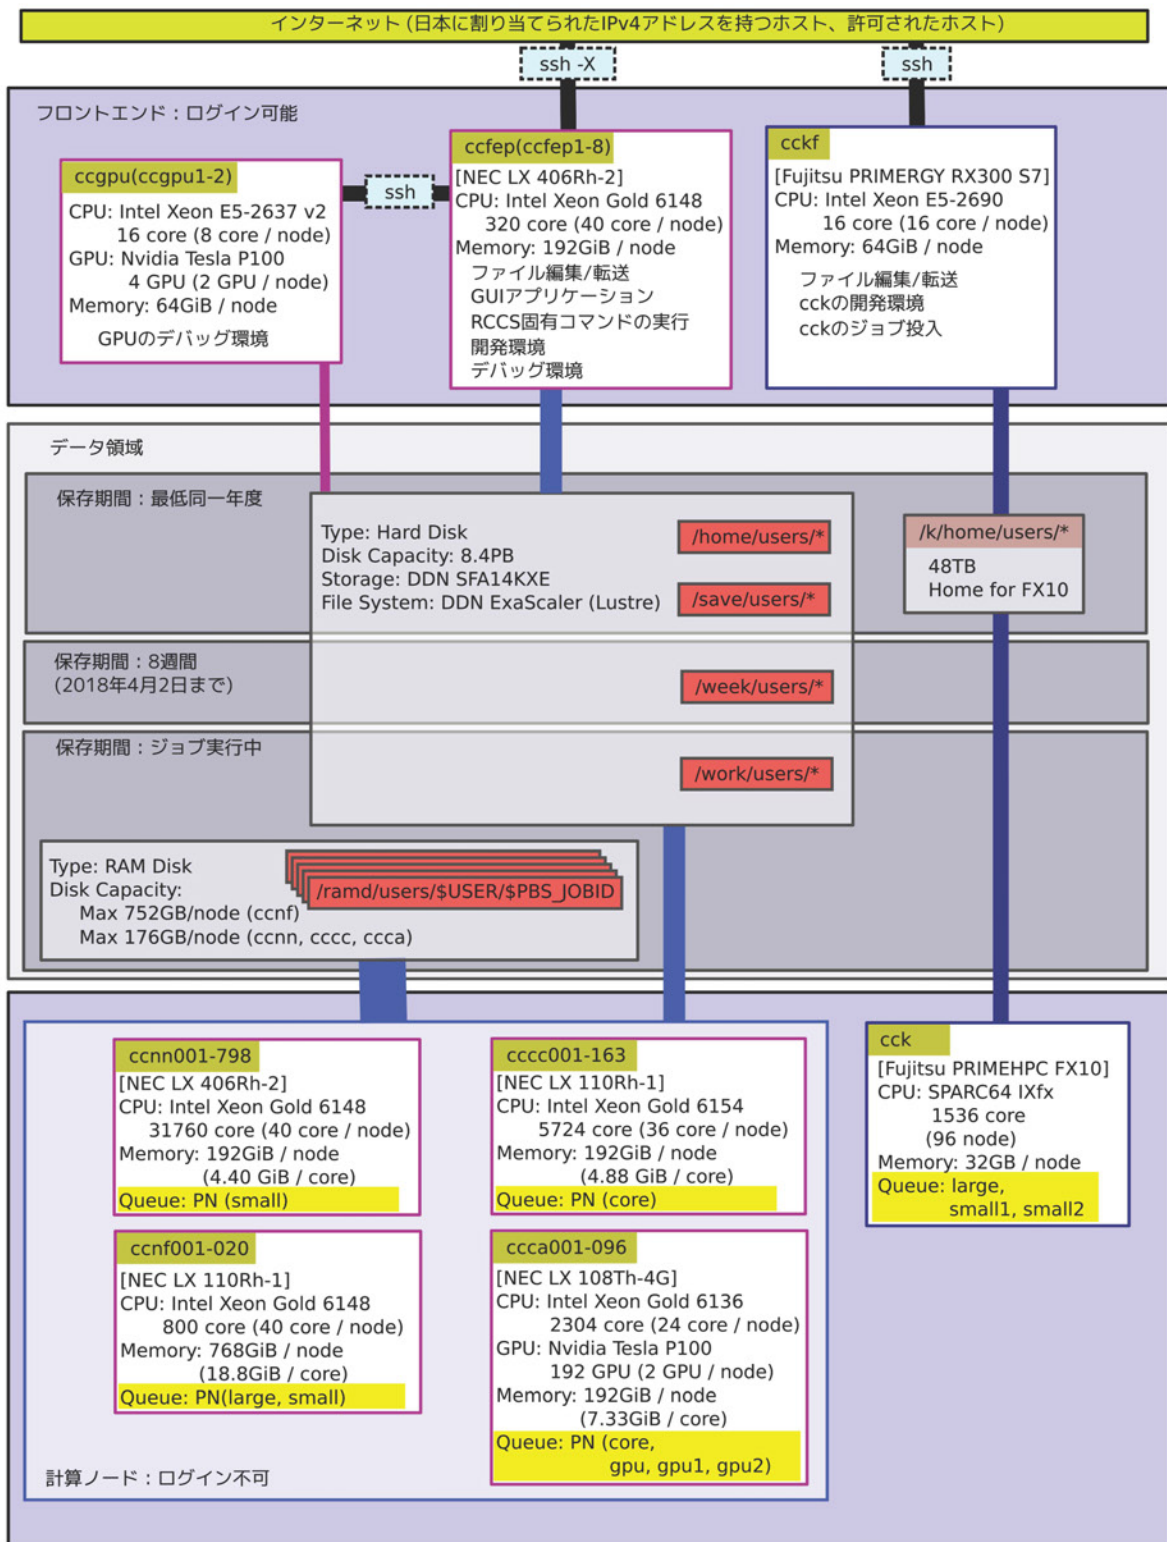 インターネット (日本に割り当てられたIPv4アドレスを持つホスト、許可されたホスト)
ssh -X
ssh
フロントエンド：ログイン可能
ccgpu(ccgpu1-2)
CPU: Intel Xeon E5-2637 v2
16 core (8 core / node)
GPU: Nvidia Tesla P100
4 GPU (2 GPU / node)
Memory: 64GiB / node
GPUのデバッグ環境
ssh
ccfep(ccfep1-8)
[NEC LX 406Rh-2]
CPU: Intel Xeon Gold 6148
320 core (40 core / node)
Memory: 192GiB / node
ファイル編集/転送
GUIアプリケーション
RCCS固有コマンドの実行
開発環境
デバッグ環境
cckf
[Fujitsu PRIMERGY RX300 S7]
CPU: Intel Xeon E5-2690
16 core (16 core / node)
Memory: 64GiB / node
ファイル編集/転送
cckの開発環境
cckのジョブ投入
データ領域
保存期間：最低同一年度
Type: Hard Disk
Disk Capacity: 8.4PB
Storage: DDN SFA14KXE
File System: DDN ExaScaler (Lustre)
/home/users/*
/save/users/*
/k/home/users/*
48TB
Home for FX10
保存期間：8週間
(2018年4月2日まで)
/week/users/*
保存期間：ジョブ実行中
/work/users/*
Type: RAM Disk
Disk Capacity:
Max 752GB/node (ccnf)
Max 176GB/node (ccnn, cccc, ccca)
/ramd/users/$USER/$PBS_JOBID
ccnn001-798
[NEC LX 406Rh-2]
CPU: Intel Xeon Gold 6148
31760 core (40 core / node)
Memory: 192GiB / node
(4.40 GiB / core)
Queue: PN (small)
cccc001-163
[NEC LX 110Rh-1]
CPU: Intel Xeon Gold 6154
5724 core (36 core / node)
Memory: 192GiB / node
(4.88 GiB / core)
Queue: PN (core)
cck
[Fujitsu PRIMEHPC FX10]
CPU: SPARC64 IXfx
1536 core
(96 node)
Memory: 32GB / node
Queue: large,
small1, small2
ccnf001-020
[NEC LX 110Rh-1]
CPU: Intel Xeon Gold 6148
800 core (40 core / node)
Memory: 768GiB / node
(18.8GiB / core)
Queue: PN(large, small)
ccca001-096
[NEC LX 108Th-4G]
CPU: Intel Xeon Gold 6136
2304 core (24 core / node)
GPU: Nvidia Tesla P100
192 GPU (2 GPU / node)
Memory: 192GiB / node
(7.33GiB / core)
Queue: PN (core,
gpu, gpu1, gpu2)
計算ノード：ログイン不可